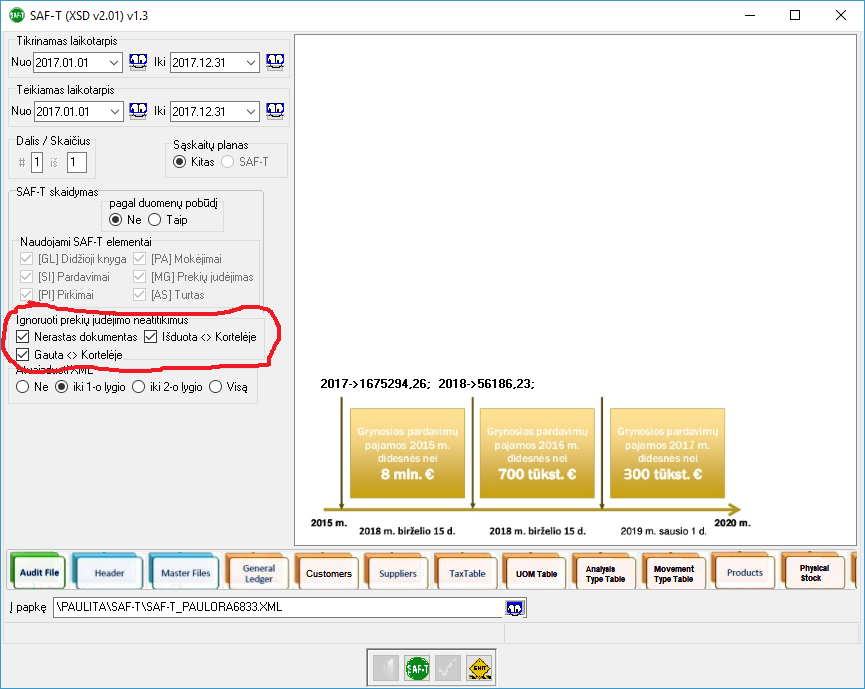 SAF-T (XSD v2.01) v1.3
Tikrinamas laikotarpis
Nuo 2017.01.01 Iki 2017.12.31
Teikiamas laikotarpis
Nuo 2017.01.01 Iki 2017.12.31
Dalis / Skaičius
# 1 iš 1
Sąskaitų planas
Kitas SAF-T
SAF-T skaidymas
pagal duomenų pobūdį
Ne Taip
Naudojami SAF-T elementai
[GL] Didžioji knyga [PA] Mokėjimai
[SI] Pardavimai [MG] Prekių judėjimas
[PI] Pirkimai [AS] Turtas
Ignoruoti prekių judėjimo neatitikimus
Nerastas dokumentas Išduota <> Kortelėje
Gauta <> Kortelėje
XML
Ne iki 1-o lygio iki 2-o lygio Visą
2017->1675294,26; 2018->56186,23;
Grynosios pardavimų
pajamos 2015 m.
didesnės nei
8 mln. €
Grynosios pardavimų
pajamos 2016 m.
didesnės nei
700 tūkst. €
Grynosios pardavimų
pajamos 2017 m.
didesnės nei
300 tūkst. €
2015 m. 2020 m.
2018 m. birželio 15 d. 2018 m. birželio 15 d. 2019 m. sausio 1 d.
Audit File
Header
Master Files
General
Ledger
Customers
Suppliers
TaxTable
UOM Table
Analysis
Type Table
Movement
Type Table
Products
Physical
Stock
Į papkę \PAULITA\SAF-T\SAF-T_PAULORA6833.XML
SAF-T
EXIT